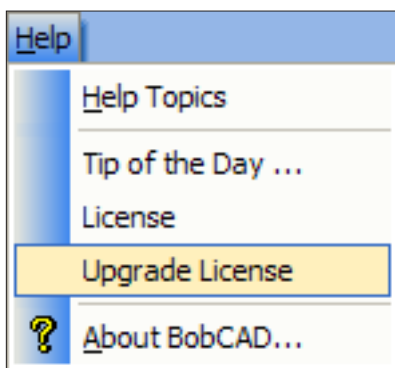 Help
Help Topics
Tip of the Day ...
License
Upgrade License
About BobCAD...